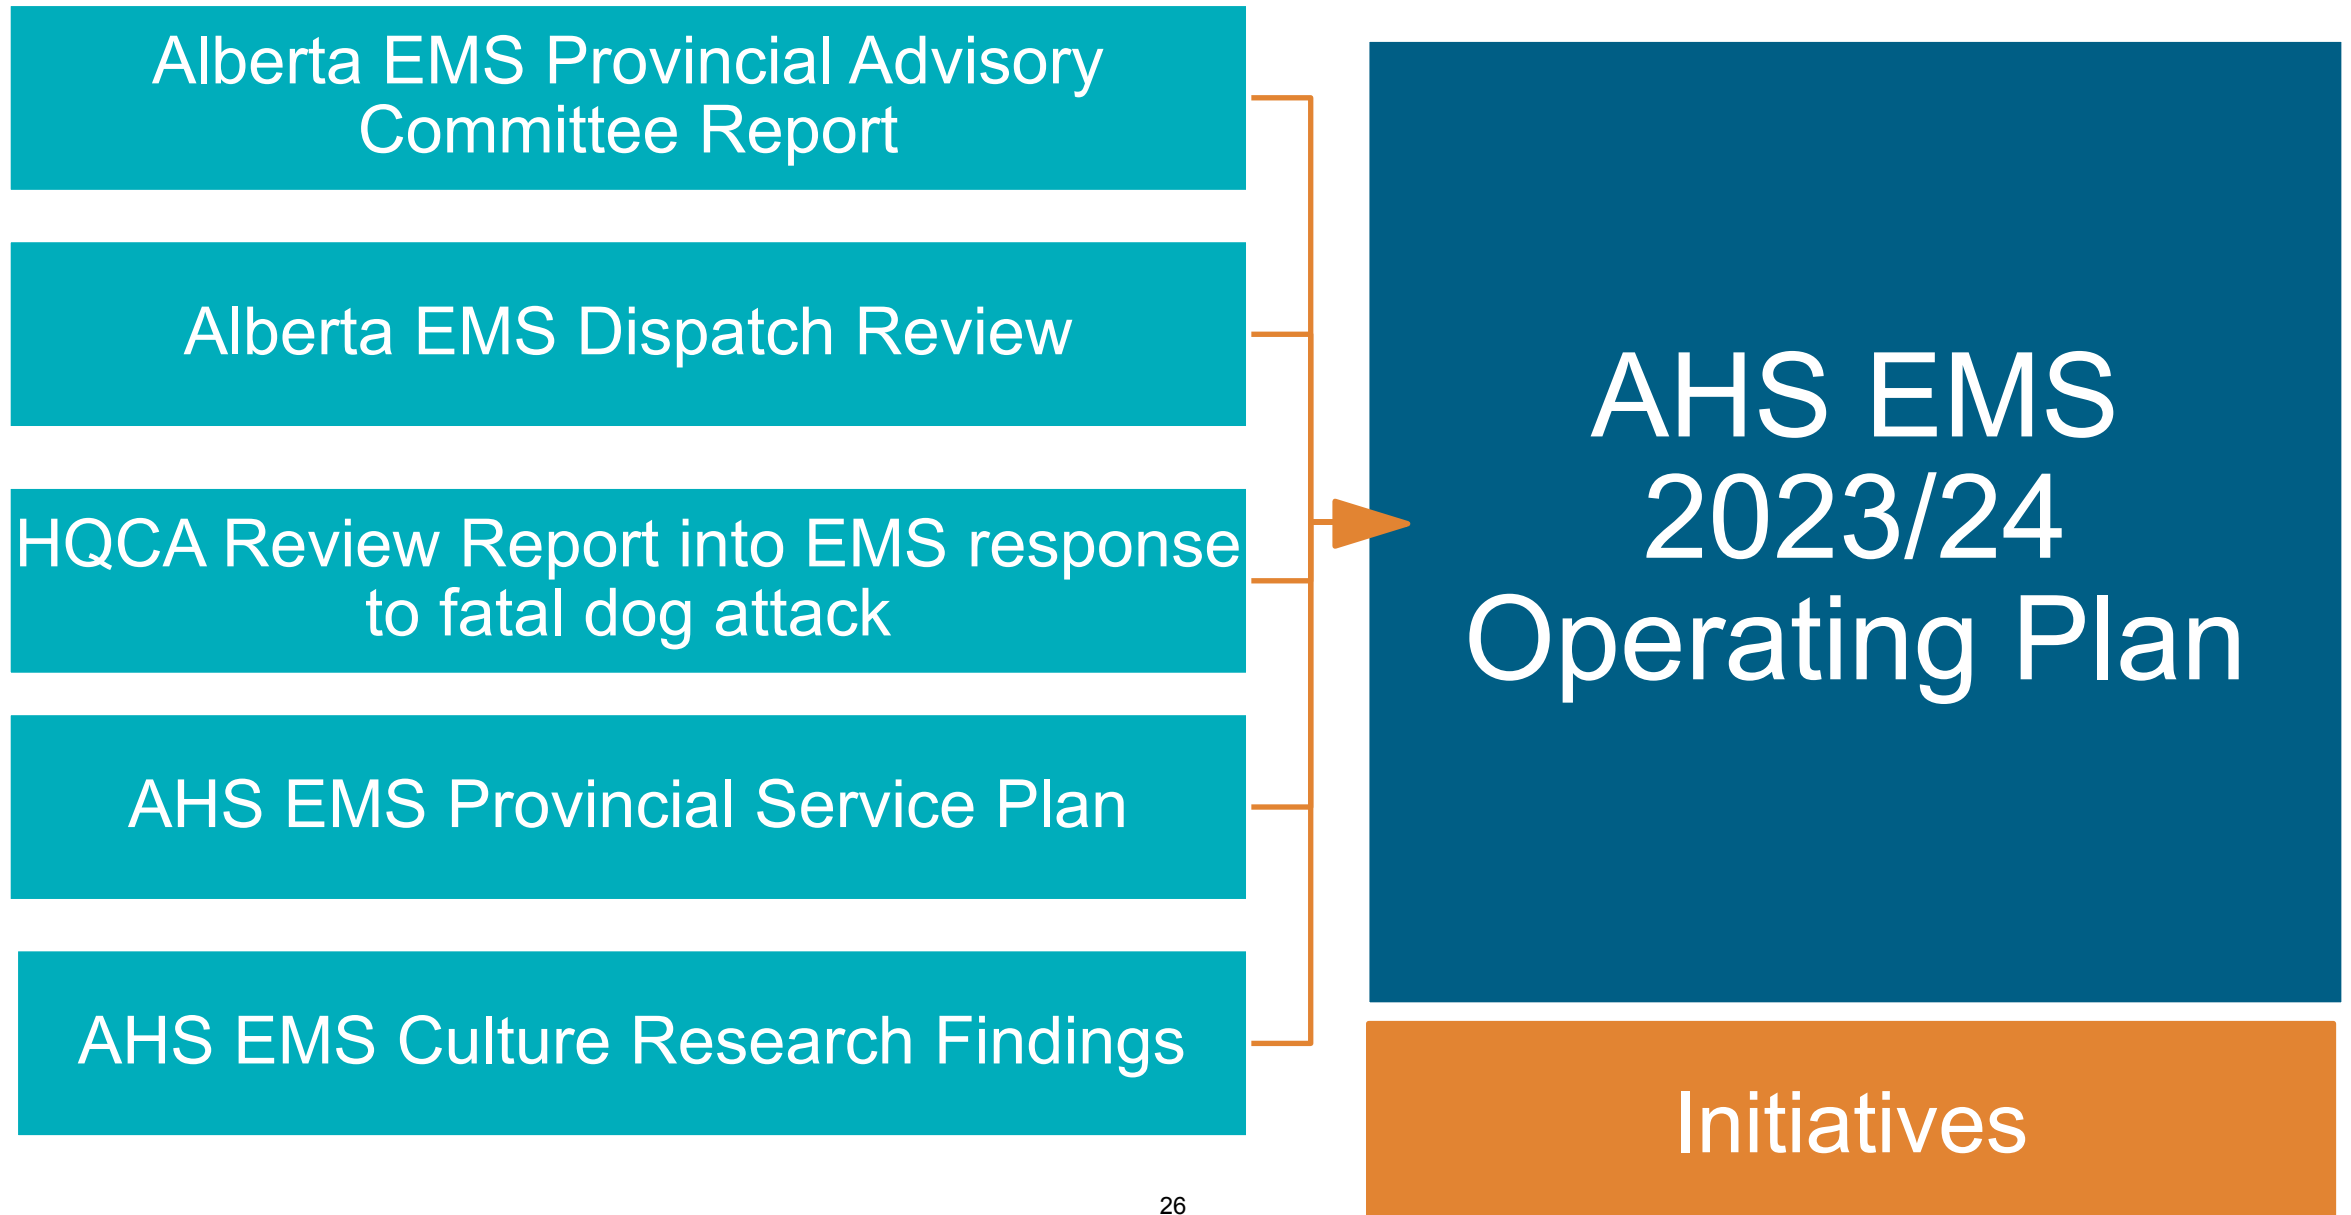 Alberta EMS Provincial Advisory
Committee Report
Alberta EMS Dispatch Review
HQCA Review Report into EMS response
to fatal dog attack
AHS EMS Provincial Service Plan
AHS EMS Culture Research Findings
AHS EMS
2023/24
Operating Plan
Initiatives
26